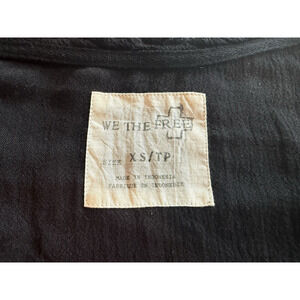 WE THE FREE
SIZE XS/TP
MADE IN INDONESIA
FABRIQUE EN INDONESIE